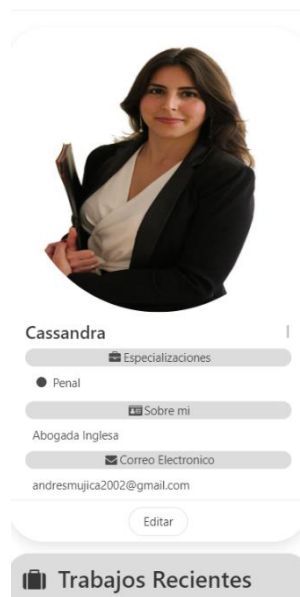 Cassandra
Especializaciones
Penal
Sobre mi
Abogada Inglesa
Correo Electronico
andresmujica2002@gmail.com
Editar
Trabajos Recientes